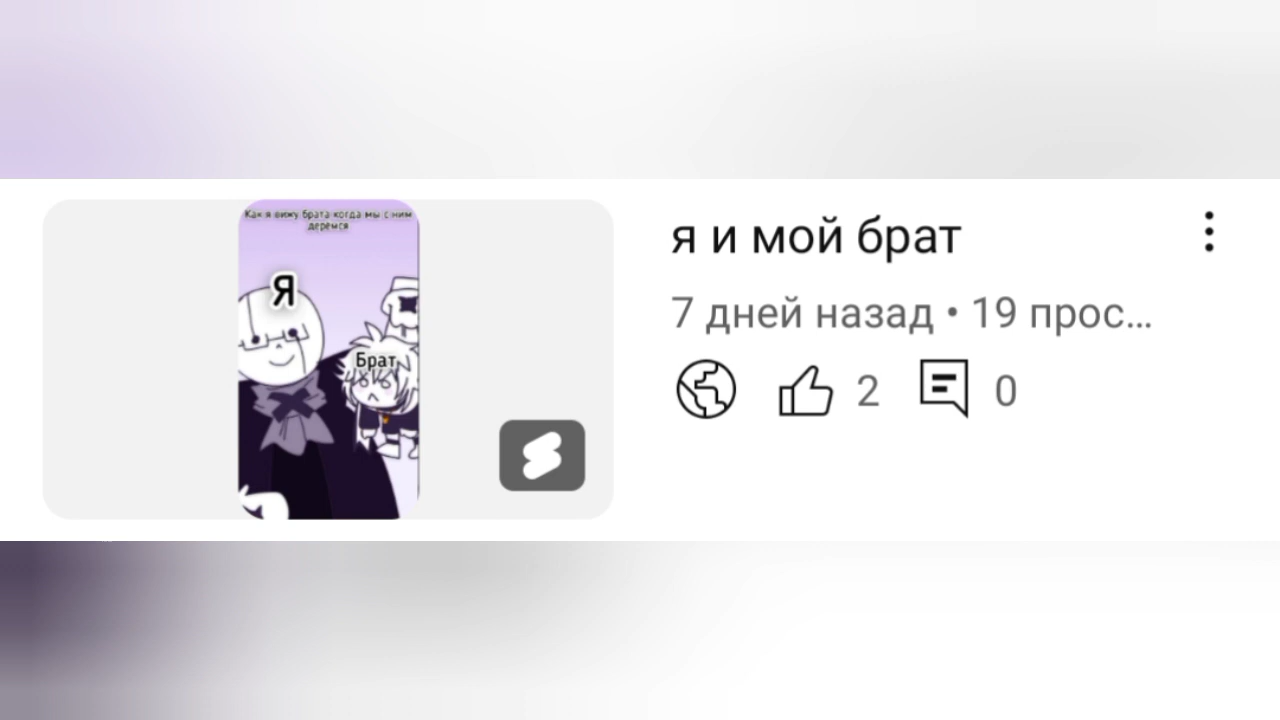 Как я вижу брата когда мы с ним
деремся
Я
Брат
я и мой брат
7 дней назад • 19 прос...
2
0